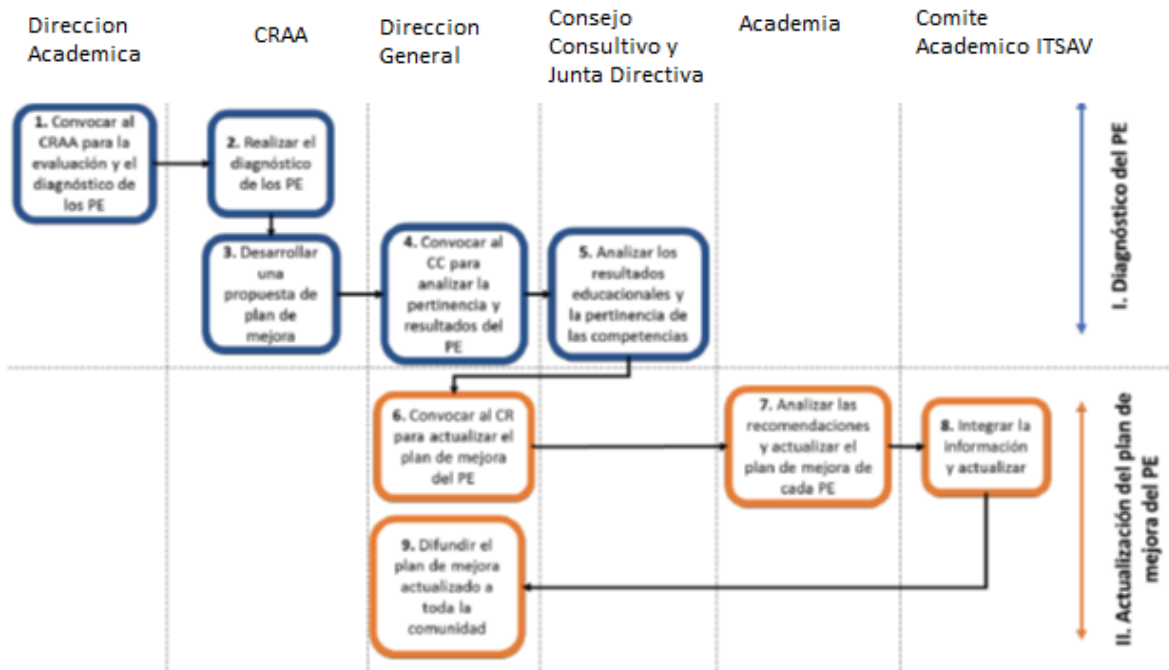 Direccion
Academica
CRAA
Direccion
General
Consejo
Consultivo y
Junta Directiva
Academia
Comite
Academico ITSAV
1. Convocar al
CRAA para la
evaluación y el
diagnóstico de
los PE
2. Realizar el
diagnóstico
de los PE
3. Desarrollar
una
propuesta de
plan de
mejora
4. Convocar al
CC para
analizar la
pertinencia y
resultados del
PE
5. Analizar los
resultados
educacionales y
la pertinencia de
las competencias
I. Diagnóstico del PE
6. Convocar al CR
para actualizar el
plan de mejora
del PE
7. Analizar las
recomendaciones
y actualizar el
plan de mejora de
cada PE
8. Integrar la
información
y actualizar
9. Difundir el
plan de mejora
actualizado a
toda la
comunidad
II. Actualización del plan de
mejora del PE